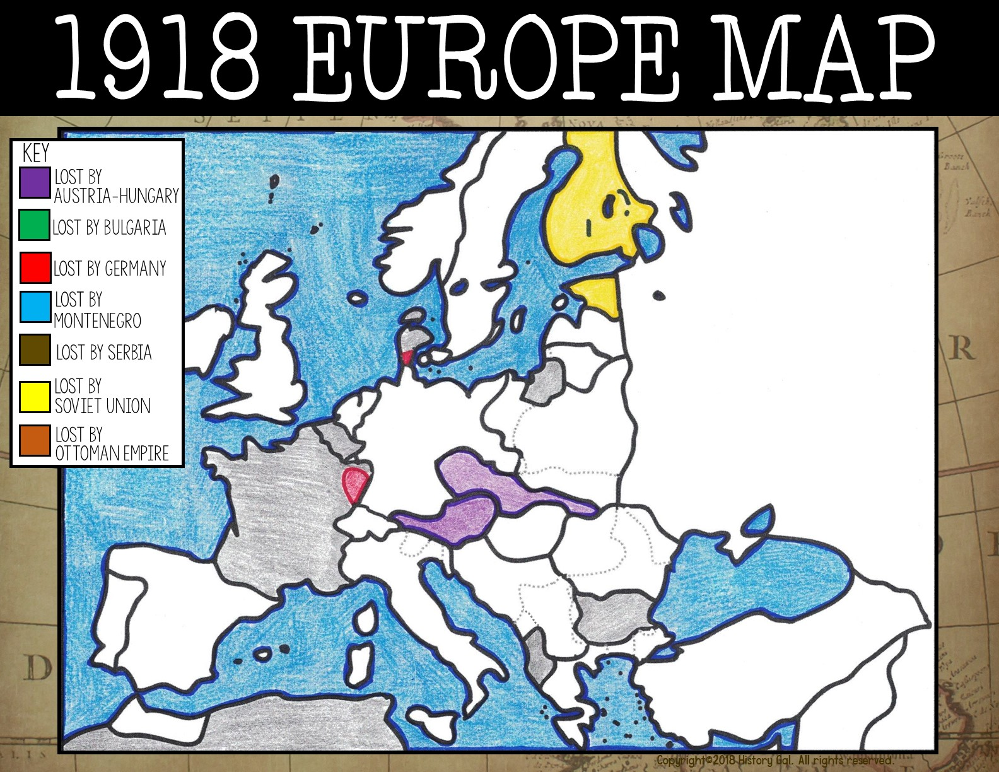 1918 EUROPE MAP
KEY
LOST BY
AUSTRIA-HUNGARY
LOST BY BULGARIA
LOST BY GERMANY
LOST BY
MONTENEGRO
LOST BY SERBIA
LOST BY
SOVIET UNION
LOST BY
OTTOMAN EMPIRE
R
D
Copyright©2018 History Gal. All rights reserved.